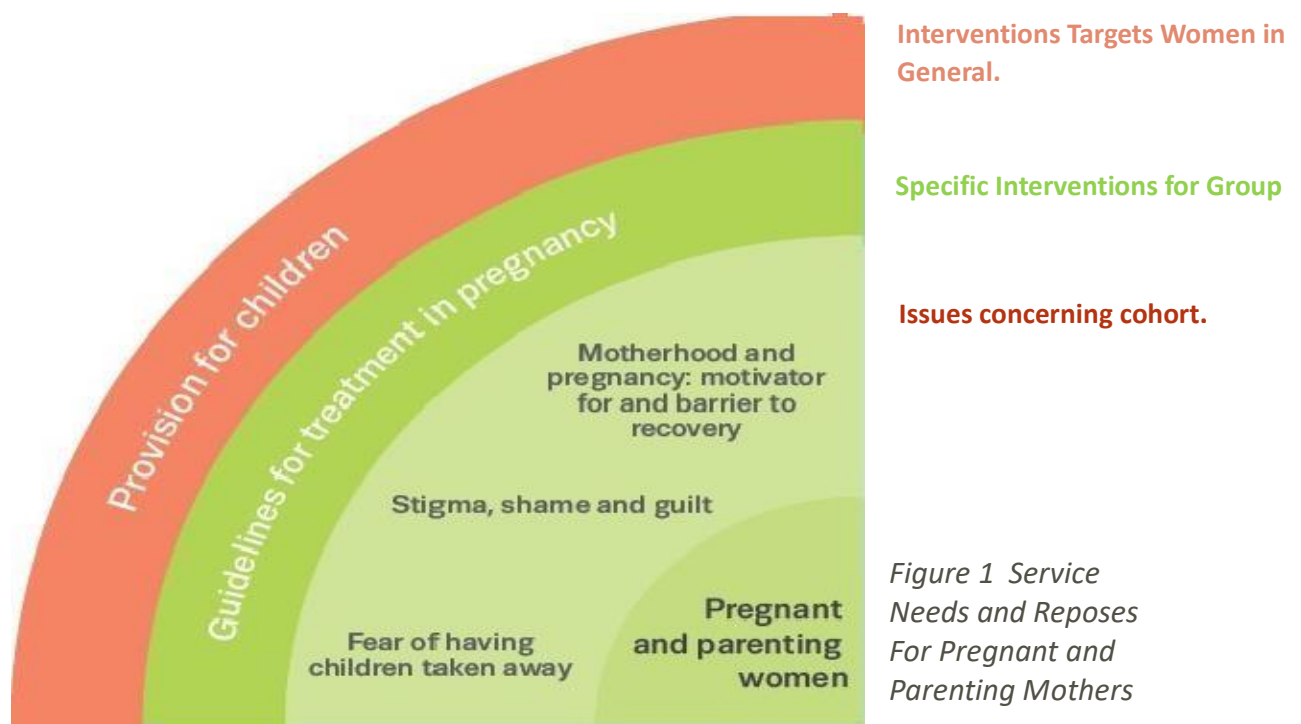 Interventions Targets Women in
General.
Specific Interventions for Group
Issues concerning cohort.
Provision for children
Guidelines for treatment in pregnancy
Motherhood and
pregnancy: motivator
for and barrier to
recovery
Stigma, shame and guilt
Fear of having
children taken away
Pregnant
and parenting
women
Figure 1 Service
Needs and Reposes
For Pregnant and
Parenting Mothers